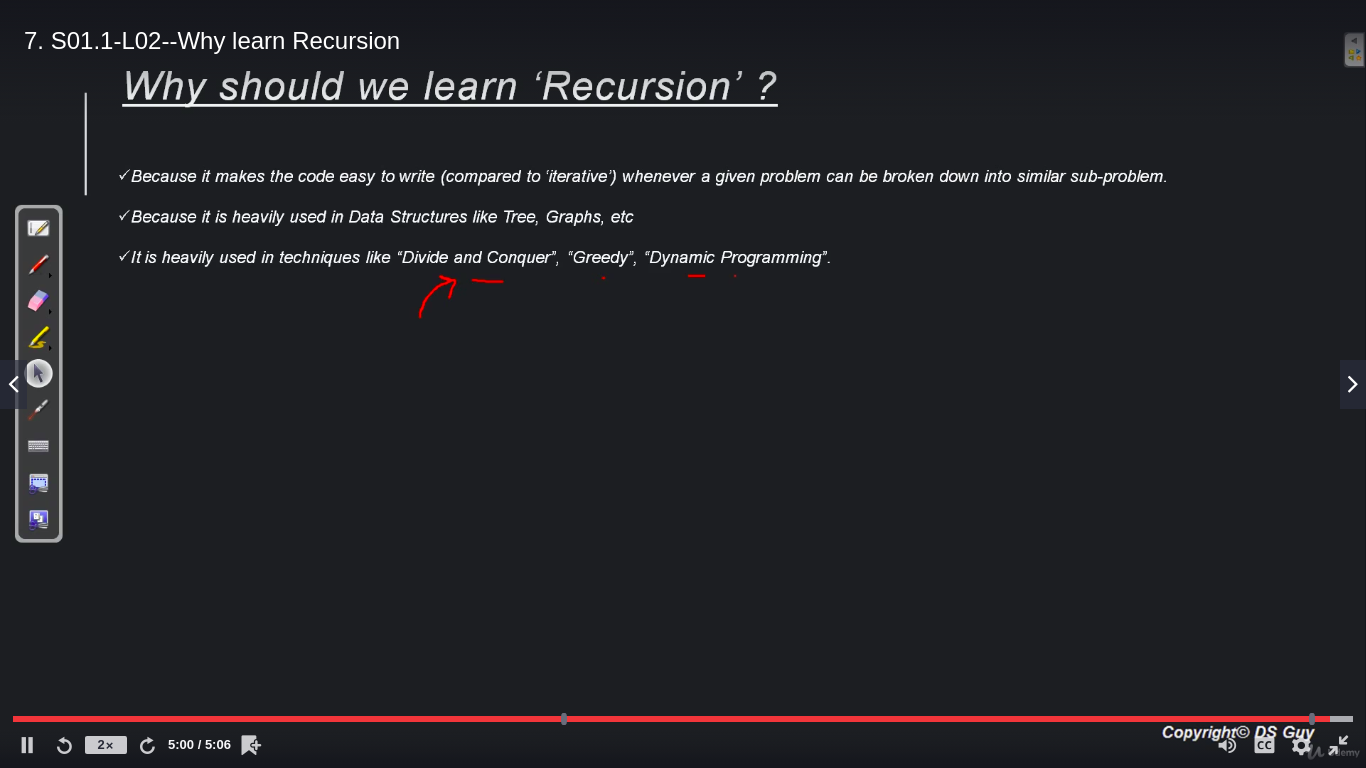 7. S01.1-L02--Why learn Recursion
Why should we learn ‘Recursion’ ?
✓Because it makes the code easy to write (compared to ‘iterative’) whenever a given problem can be broken down into similar sub-problem.
✓Because it is heavily used in Data Structures like Tree, Graphs, etc
✓It is heavily used in techniques like “Divide and Conquer”, “Greedy”, “Dynamic Programming”.
Copyright© DS Guy
2× 5:00 / 5:06 CC